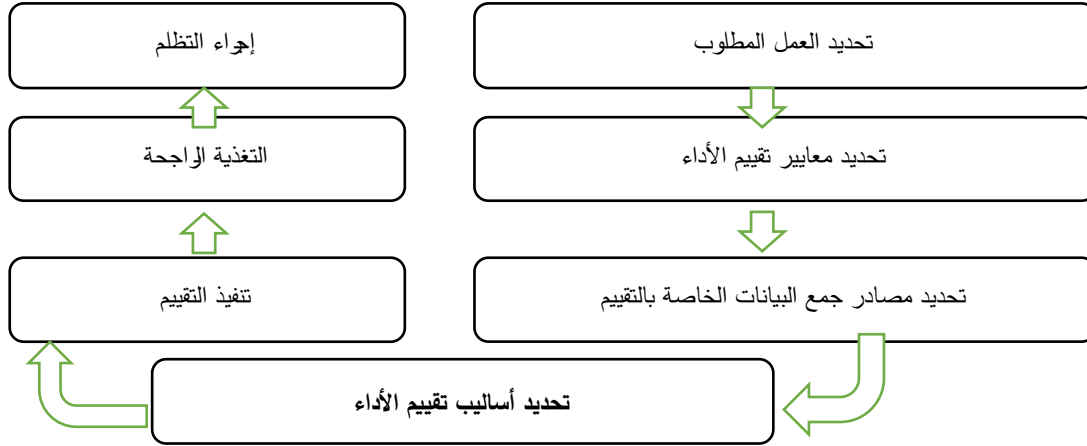 تحديد العمل المطلوب
تحديد معايير تقييم الأداء
تحديد مصادر جمع البيانات الخاصة بالتقييم
تحديد أساليب تقييم الأداء
تنفيذ التقييم
التغذية الراجحة
إجراء التظلم